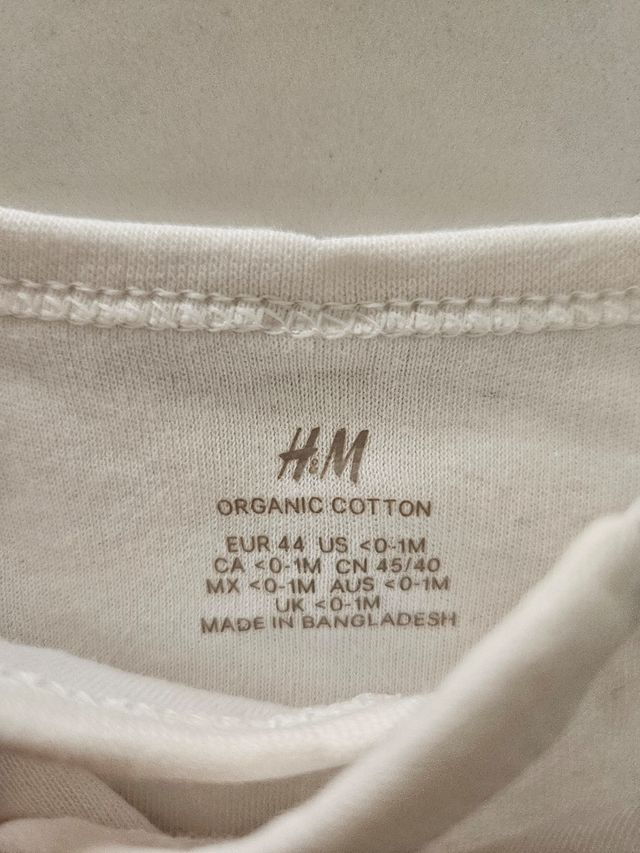 H&M
ORGANIC COTTON
EUR 44 US <0-1M
CA <0-1M CN 45/40
MX <0-1M AUS <0-1M
UK <0-1M
MADE IN BANGLADESH